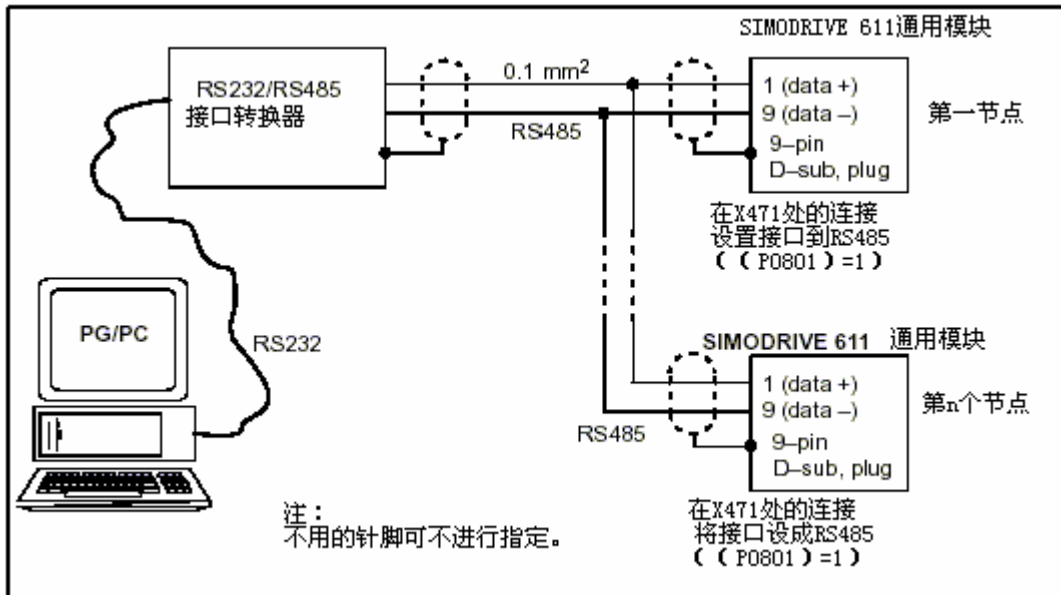 SIMODRIVE 611通用模块
RS232/RS485
接口转换器
0.1 mm²
RS485
1 (data +)
9 (data –)
9–pin
D–sub, plug
第一节点
在X471处的连接
设置接口到RS485
((P0801)=1)
PG/PC
RS232
SIMODRIVE 611 通用模块
1 (data +)
9 (data –)
9–pin
D–sub, plug
第n个节点
RS485
在X471处的连接
将接口设成RS485
((P0801)=1)
注:
不用的针脚可不进行指定。